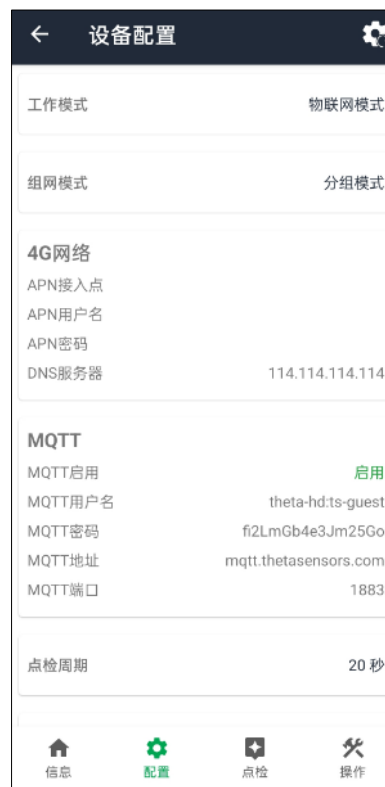 设备配置
工作模式 物联网模式
组网模式 分组模式
4G网络
APN接入点
APN用户名
APN密码
DNS服务器 114.114.114.114
MQTT
MQTT启用 启用
MQTT用户名 theta-hd:ts-guest
MQTT密码 fi2LmGb4e3Jm25Go
MQTT地址 mqtt.thetasensors.com
MQTT端口 1883
点检周期 20 秒
信息 配置 点检 操作